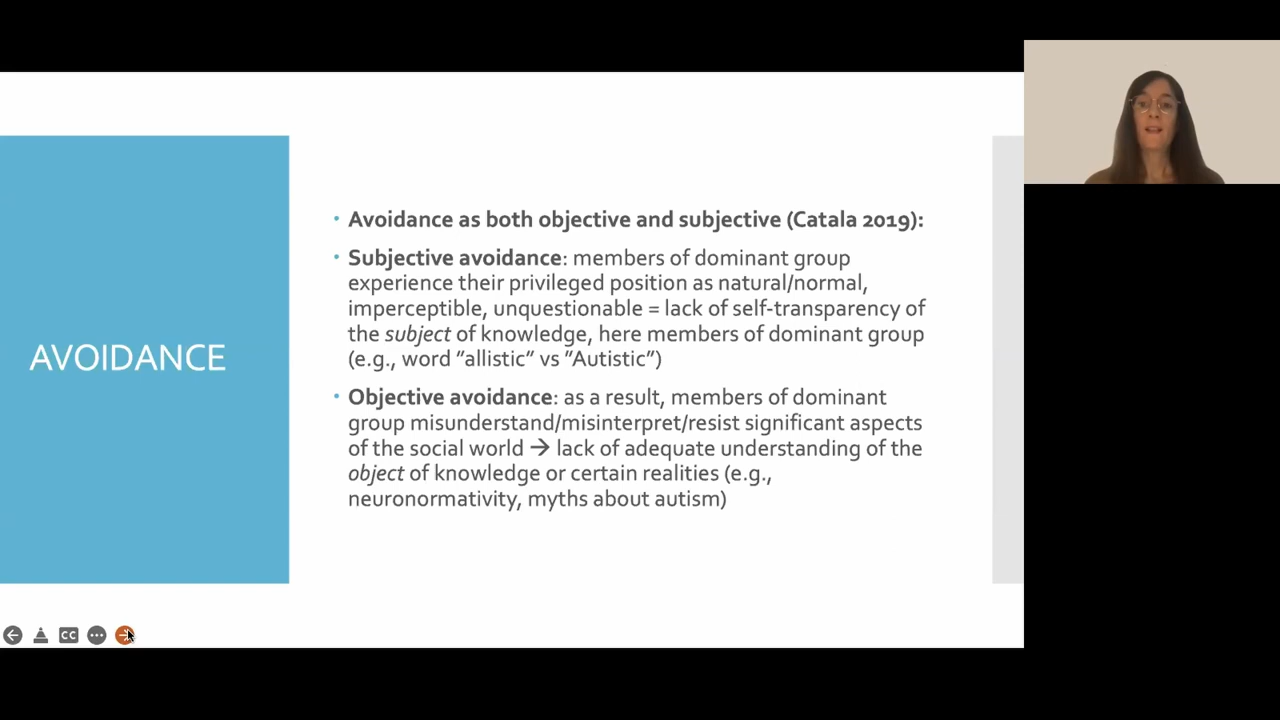 AVOIDANCE
• Avoidance as both objective and subjective (Catala 2019):
• Subjective avoidance: members of dominant group
experience their privileged position as natural/normal,
imperceptible, unquestionable = lack of self-transparency of
the subject of knowledge, here members of dominant group
(e.g., word ”allistic” vs ”Autistic”)
• Objective avoidance: as a result, members of dominant
group misunderstand/misinterpret/resist significant aspects
of the social world → lack of adequate understanding of the
object of knowledge or certain realities (e.g.,
neuronormativity, myths about autism)
CC